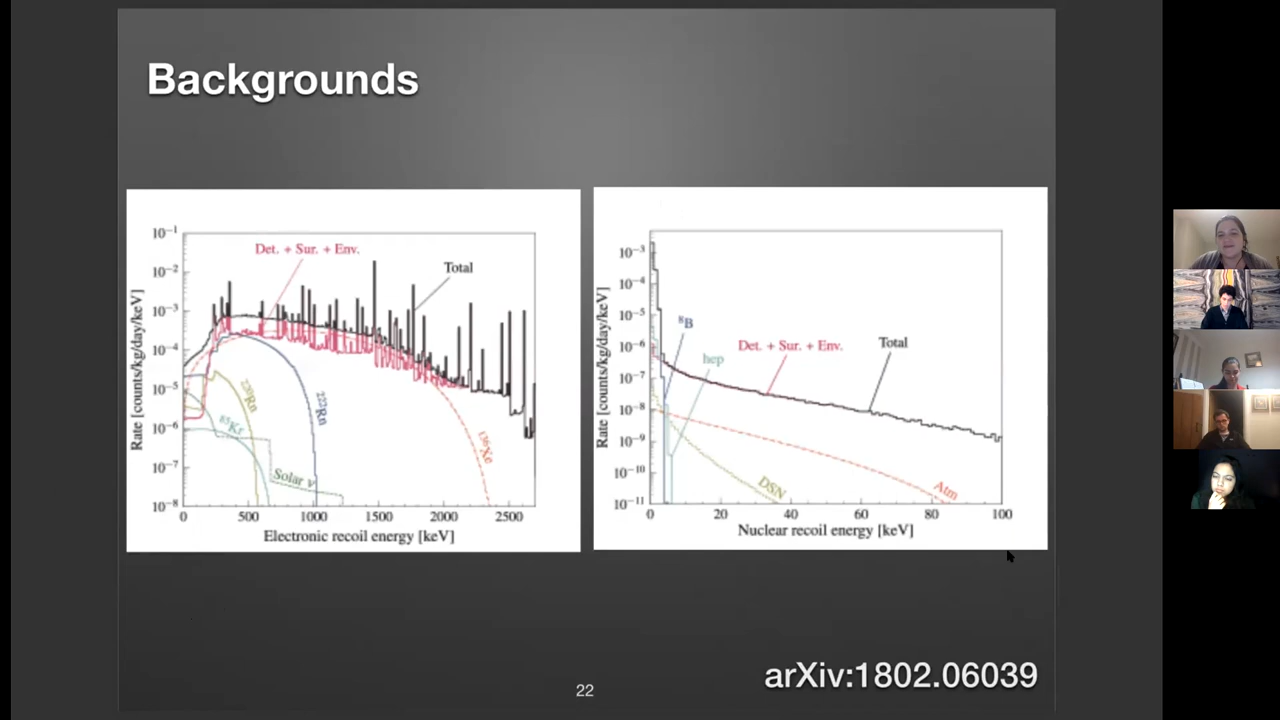 Backgrounds
10⁻¹
10⁻²
10⁻³
10⁻⁴
10⁻⁵
10⁻⁶
10⁻⁷
10⁻⁸
Rate [counts/kg/day/keV]
Det. + Sur. + Env.
Total
²²⁰Rn
⁸⁵Kr
²²²Rn
¹³⁶Xe
Solar ν
0 500 1000 1500 2000 2500
Electronic recoil energy [keV]
10⁻³
10⁻⁴
10⁻⁵
10⁻⁶
10⁻⁷
10⁻⁸
10⁻⁹
10⁻¹⁰
10⁻¹¹
Rate [counts/kg/day/keV]
⁸B
hep
Det. + Sur. + Env.
Total
DSN
Atm
0 20 40 60 80 100
Nuclear recoil energy [keV]
22
arXiv:1802.06039